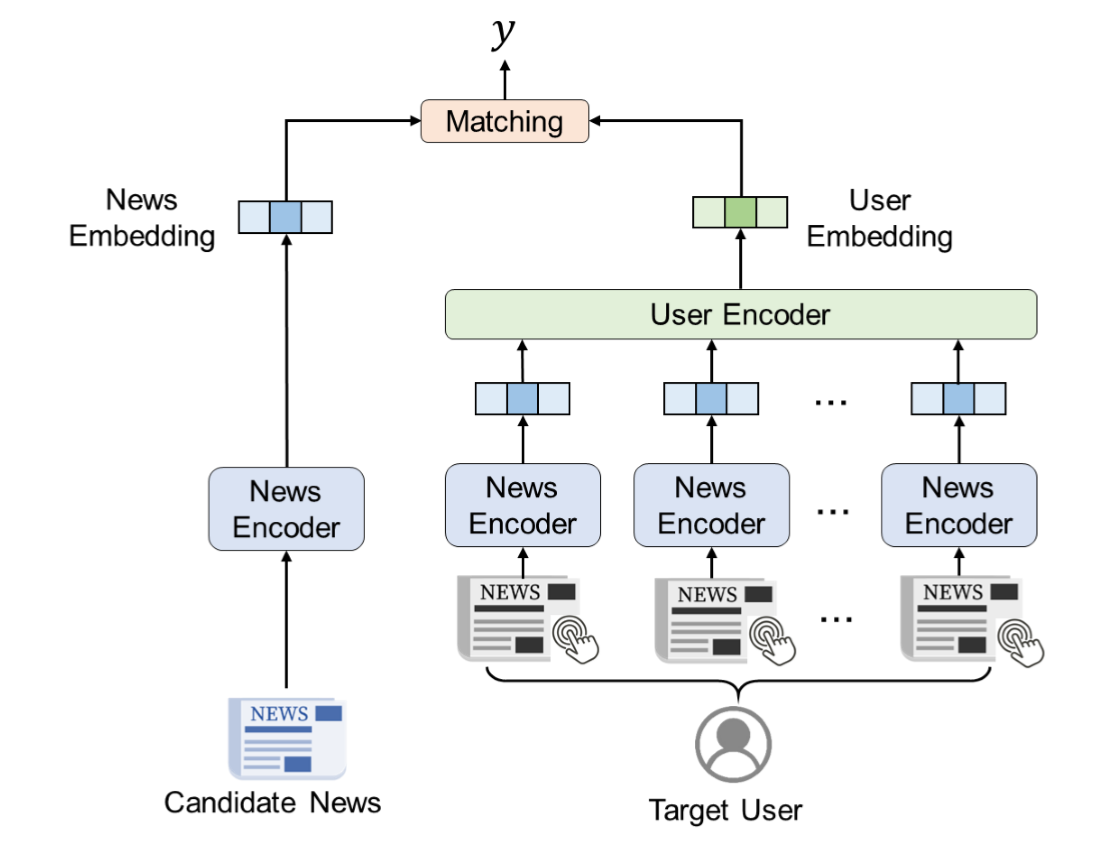 y
Matching
News
Embedding
User
Embedding
User Encoder
...
News
Encoder
News
Encoder
News
Encoder
...
News
Encoder
NEWS
NEWS
...
NEWS
NEWS
Candidate News
Target User